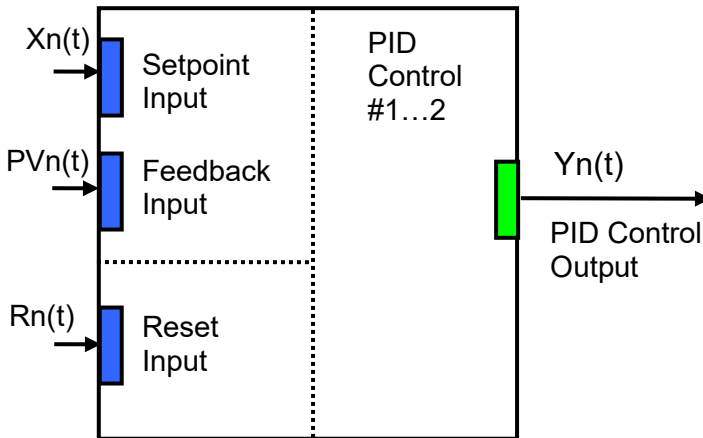 Xn(t)
Setpoint
Input
PID
Control
#1…2
PVn(t)
Feedback
Input
Yn(t)
PID Control
Output
Rn(t)
Reset
Input